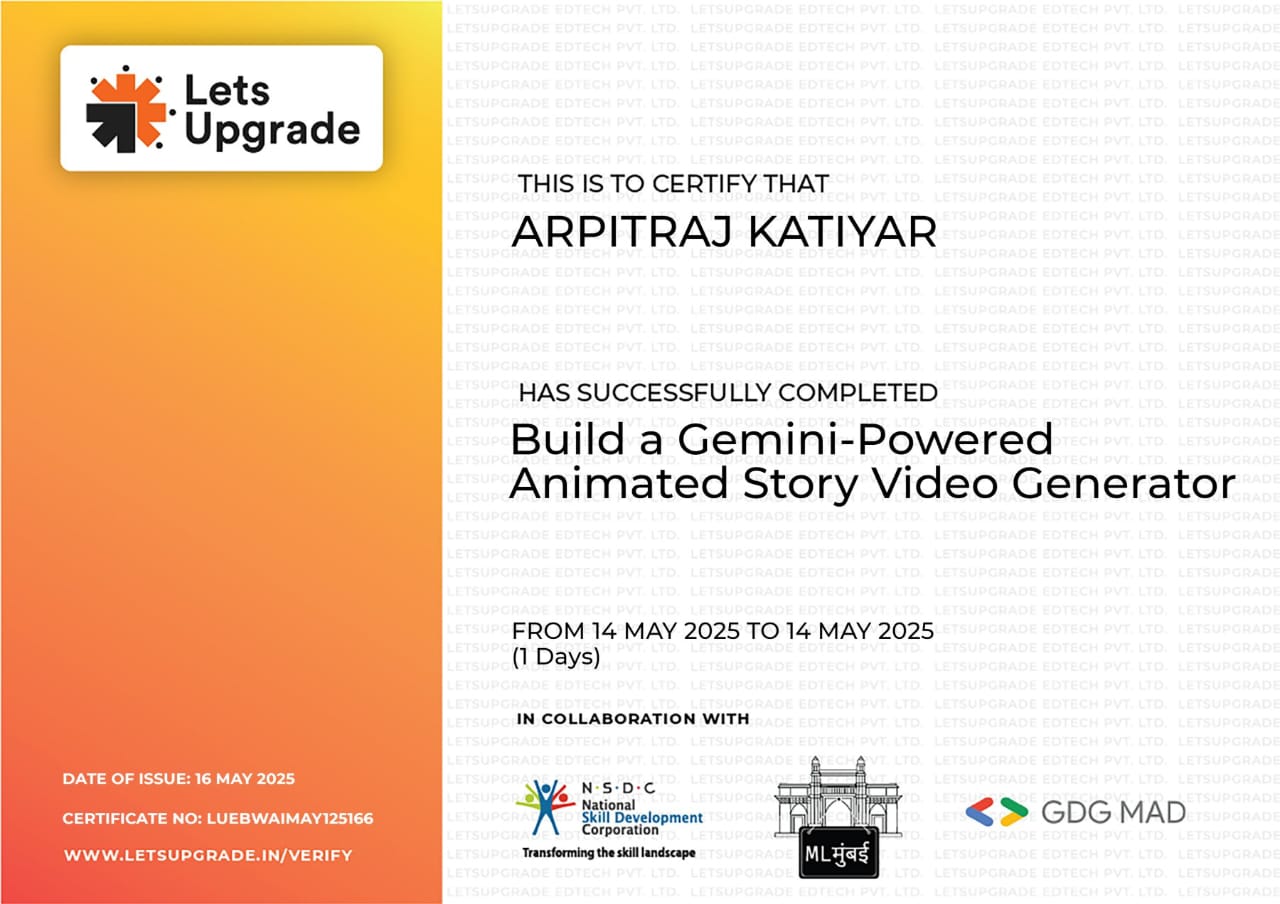 Lets
Upgrade
THIS IS TO CERTIFY THAT
ARPITRAJ KATIYAR
HAS SUCCESSFULLY COMPLETED
Build a Gemini-Powered
Animated Story Video Generator
FROM 14 MAY 2025 TO 14 MAY 2025
(1 Days)
IN COLLABORATION WITH
N·S·D·C
National
Skill Development
Corporation
Transforming the skill landscape
MLमुंबई
GDG MAD
DATE OF ISSUE: 16 MAY 2025
CERTIFICATE NO: LUEBWAIMAY125166
WWW.LETSUPGRADE.IN/VERIFY
LETSUPGRADE EDTECH PVT. LTD.